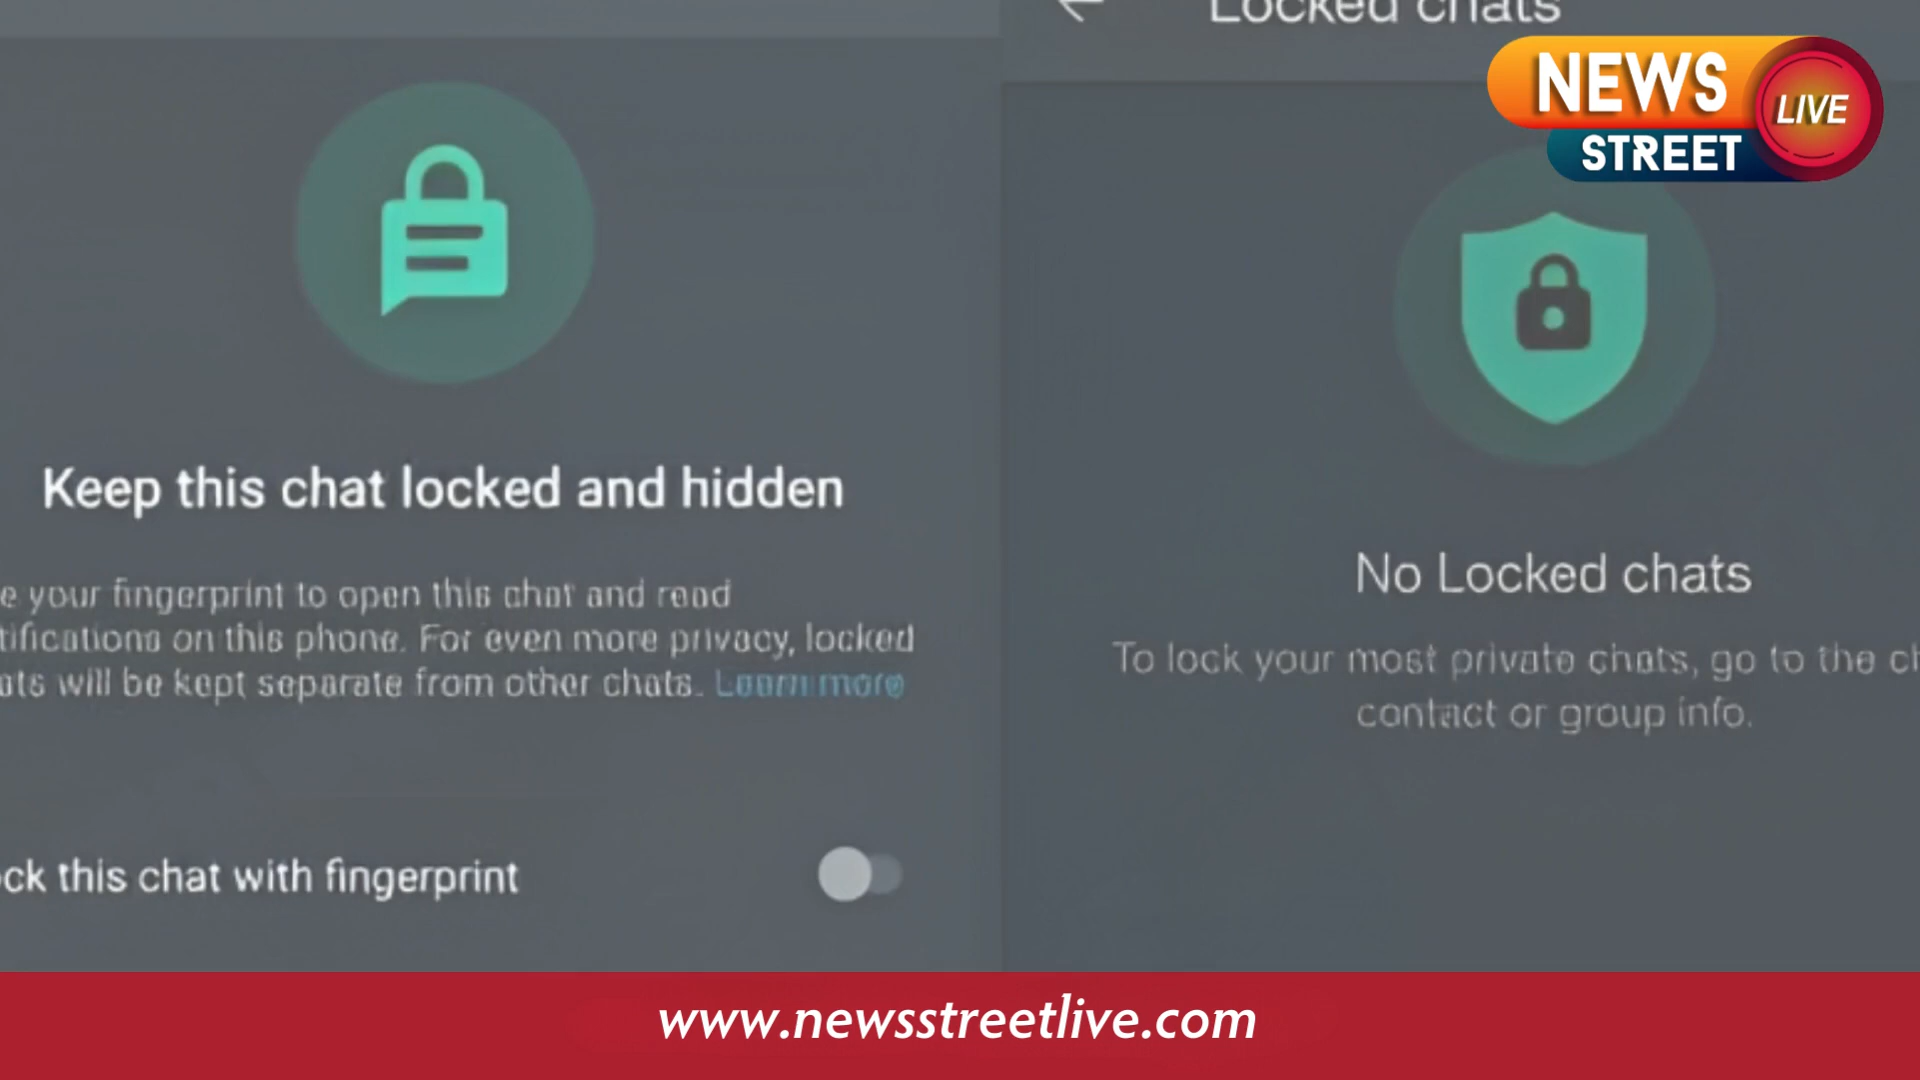 Locked chats
NEWS
LIVE
STREET
Keep this chat locked and hidden
e your fingerprint to open this chat and read
tifications on this phone. For even more privacy, locked
ats will be kept separate from other chats. Learn more
ck this chat with fingerprint
No Locked chats
To lock your most private chats, go to the ch
contact or group info.
www.newsstreetlive.com